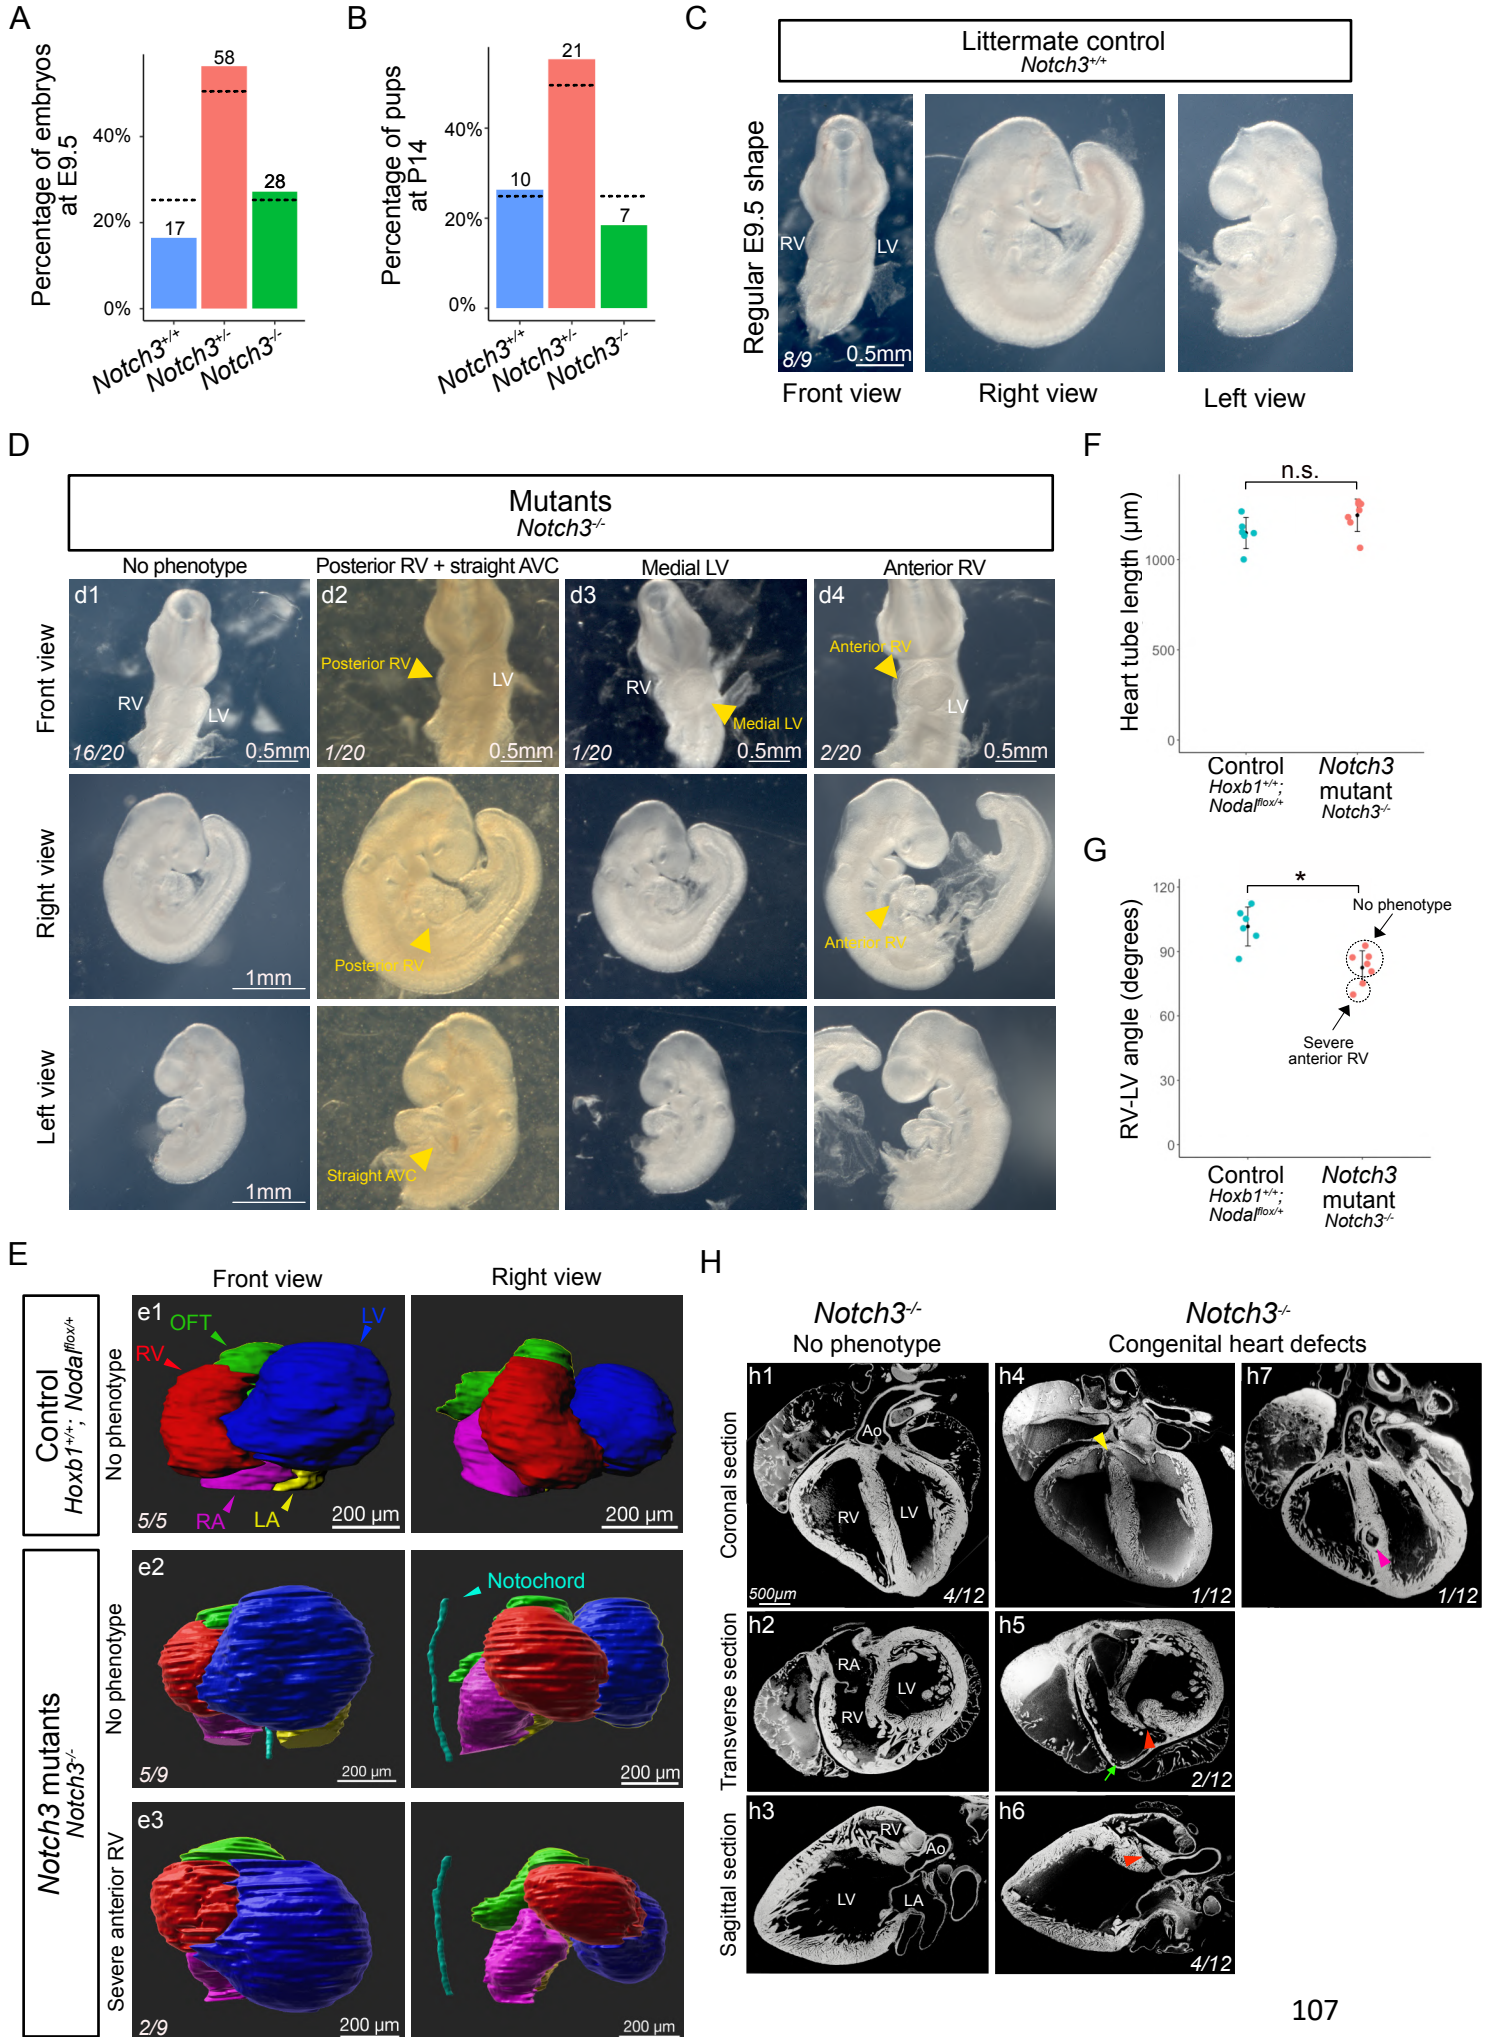 A
Percentage of embryos
at E9.5
40%
20%
0%
17
58
28
Notch3+/+
Notch3+/-
Notch3-/-
B
Percentage of pups
at P14
40%
20%
0%
10
21
7
Notch3+/+
Notch3+/-
Notch3-/-
C
Littermate control
Notch3+/+
Regular E9.5 shape
RV
LV
8/9
0.5mm
Front view
Right view
Left view
D
Mutants
Notch3-/-
No phenotype
Posterior RV + straight AVC
Medial LV
Anterior RV
Front view
d1
RV
LV
16/20
0.5mm
d2
Posterior RV
LV
1/20
0.5mm
d3
RV
Medial LV
1/20
0.5mm
d4
Anterior RV
LV
2/20
0.5mm
Right view
1mm
Posterior RV
Anterior RV
Left view
1mm
Straight AVC
F
Heart tube length (µm)
1000
500
0
n.s.
Control
Hoxb1+/+;
Nodalflox/+
Notch3
mutant
Notch3-/-
G
RV-LV angle (degrees)
120
90
60
30
0
*
No phenotype
Severe
anterior RV
Control
Hoxb1+/+;
Nodalflox/+
Notch3
mutant
Notch3-/-
E
Front view
Right view
Control
Hoxb1+/+; Nodalflox/+
No phenotype
e1
OFT
LV
RV
RA
LA
5/5
200 µm
200 µm
Notch3 mutants
Notch3-/-
No phenotype
e2
Notochord
5/9
200 µm
200 µm
Severe anterior RV
e3
2/9
200 µm
200 µm
H
Notch3-/-
No phenotype
Notch3-/-
Congenital heart defects
Coronal section
h1
Ao
RV
LV
500µm
4/12
h4
1/12
h7
1/12
Transverse section
h2
RA
LV
RV
h5
2/12
Sagittal section
h3
RV
Ao
LV
LA
h6
4/12
107